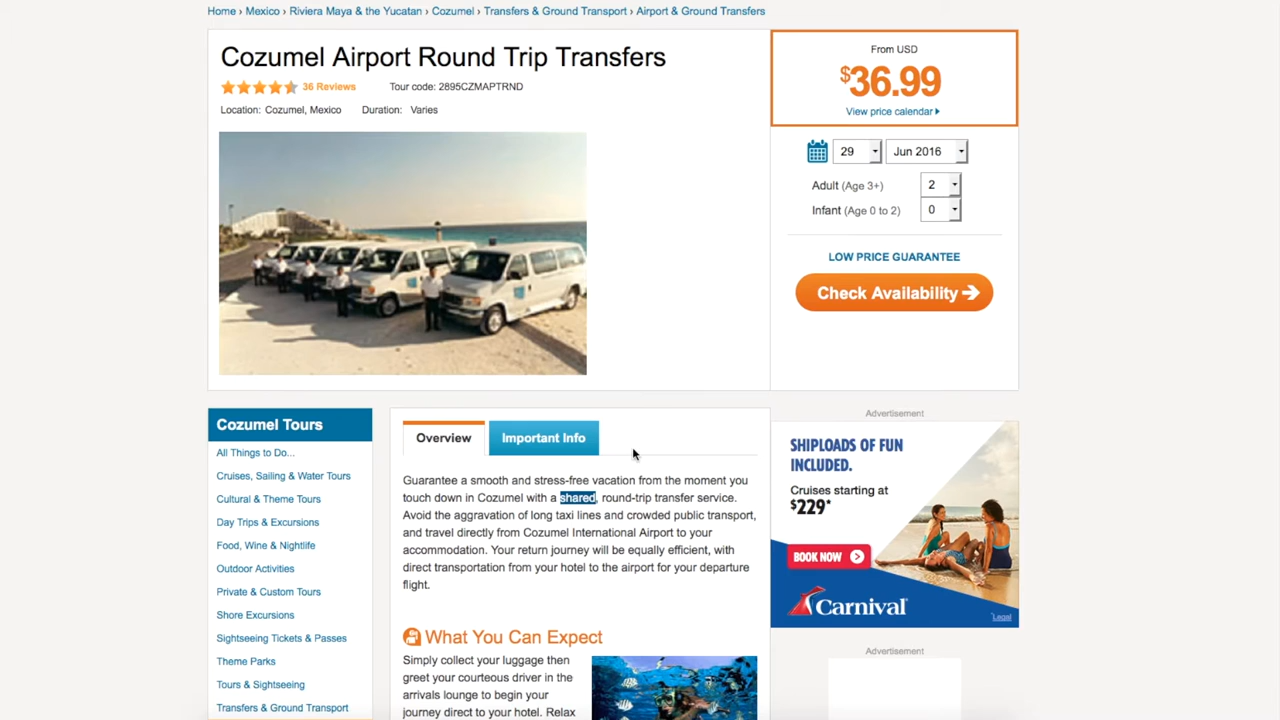 Home › Mexico › Riviera Maya & the Yucatan › Cozumel › Transfers & Ground Transport › Airport & Ground Transfers
Cozumel Airport Round Trip Transfers
36 Reviews Tour code: 2895CZMAPTRND
Location: Cozumel, Mexico Duration: Varies
From USD
$36.99
View price calendar
29 Jun 2016
Adult (Age 3+) 2
Infant (Age 0 to 2) 0
LOW PRICE GUARANTEE
Check Availability
Cozumel Tours
All Things to Do...
Cruises, Sailing & Water Tours
Cultural & Theme Tours
Day Trips & Excursions
Food, Wine & Nightlife
Outdoor Activities
Private & Custom Tours
Shore Excursions
Sightseeing Tickets & Passes
Theme Parks
Tours & Sightseeing
Transfers & Ground Transport
Overview Important Info
Guarantee a smooth and stress-free vacation from the moment you
touch down in Cozumel with a shared, round-trip transfer service.
Avoid the aggravation of long taxi lines and crowded public transport,
and travel directly from Cozumel International Airport to your
accommodation. Your return journey will be equally efficient, with
direct transportation from your hotel to the airport for your departure
flight.
What You Can Expect
Simply collect your luggage then
greet your courteous driver in the
arrivals lounge to begin your
journey direct to your hotel. Relax
Advertisement
SHIPLOADS OF FUN
INCLUDED.
Cruises starting at
$229*
BOOK NOW
Carnival
*Legal
Advertisement